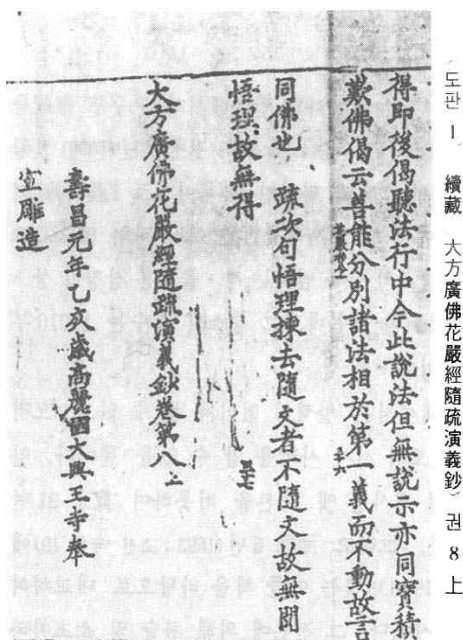 도판 1. 續藏 大方廣佛花嚴經隨疏演義鈔 권 8 上
得即後偈聽法行中今此說法但無說示亦同寶積
歎佛偈云善能分別諸法相於第一義而不動故言
同佛也 疏次句悟理揀去隨文者不隨文故無聞
悟理故無得
大方廣佛花嚴經隨疏演義鈔卷第八上
壽昌元年乙亥歲高麗國大興王寺奉
宣雕造